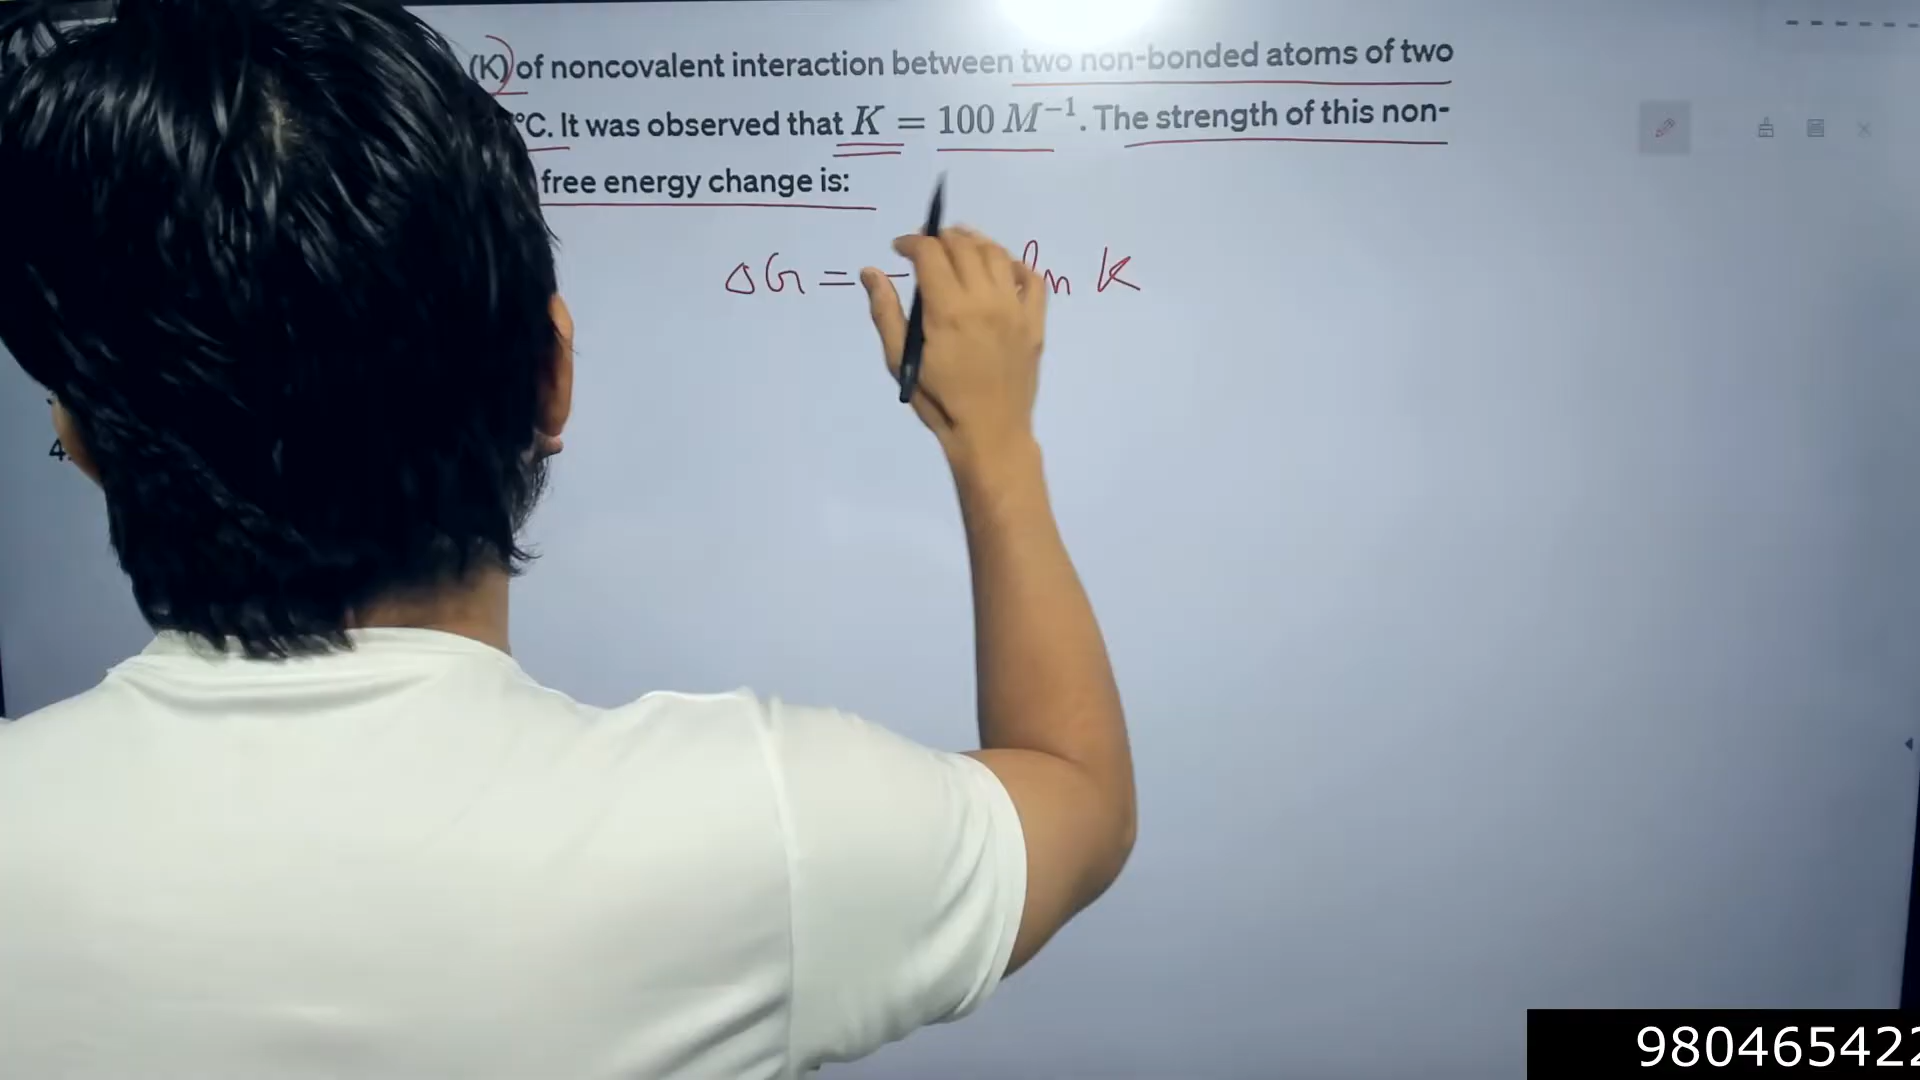 (K) of noncovalent interaction between two non-bonded atoms of two
°C. It was observed that K = 100 M⁻¹. The strength of this non-
free energy change is:
ΔG = - ln K
4.
980465422